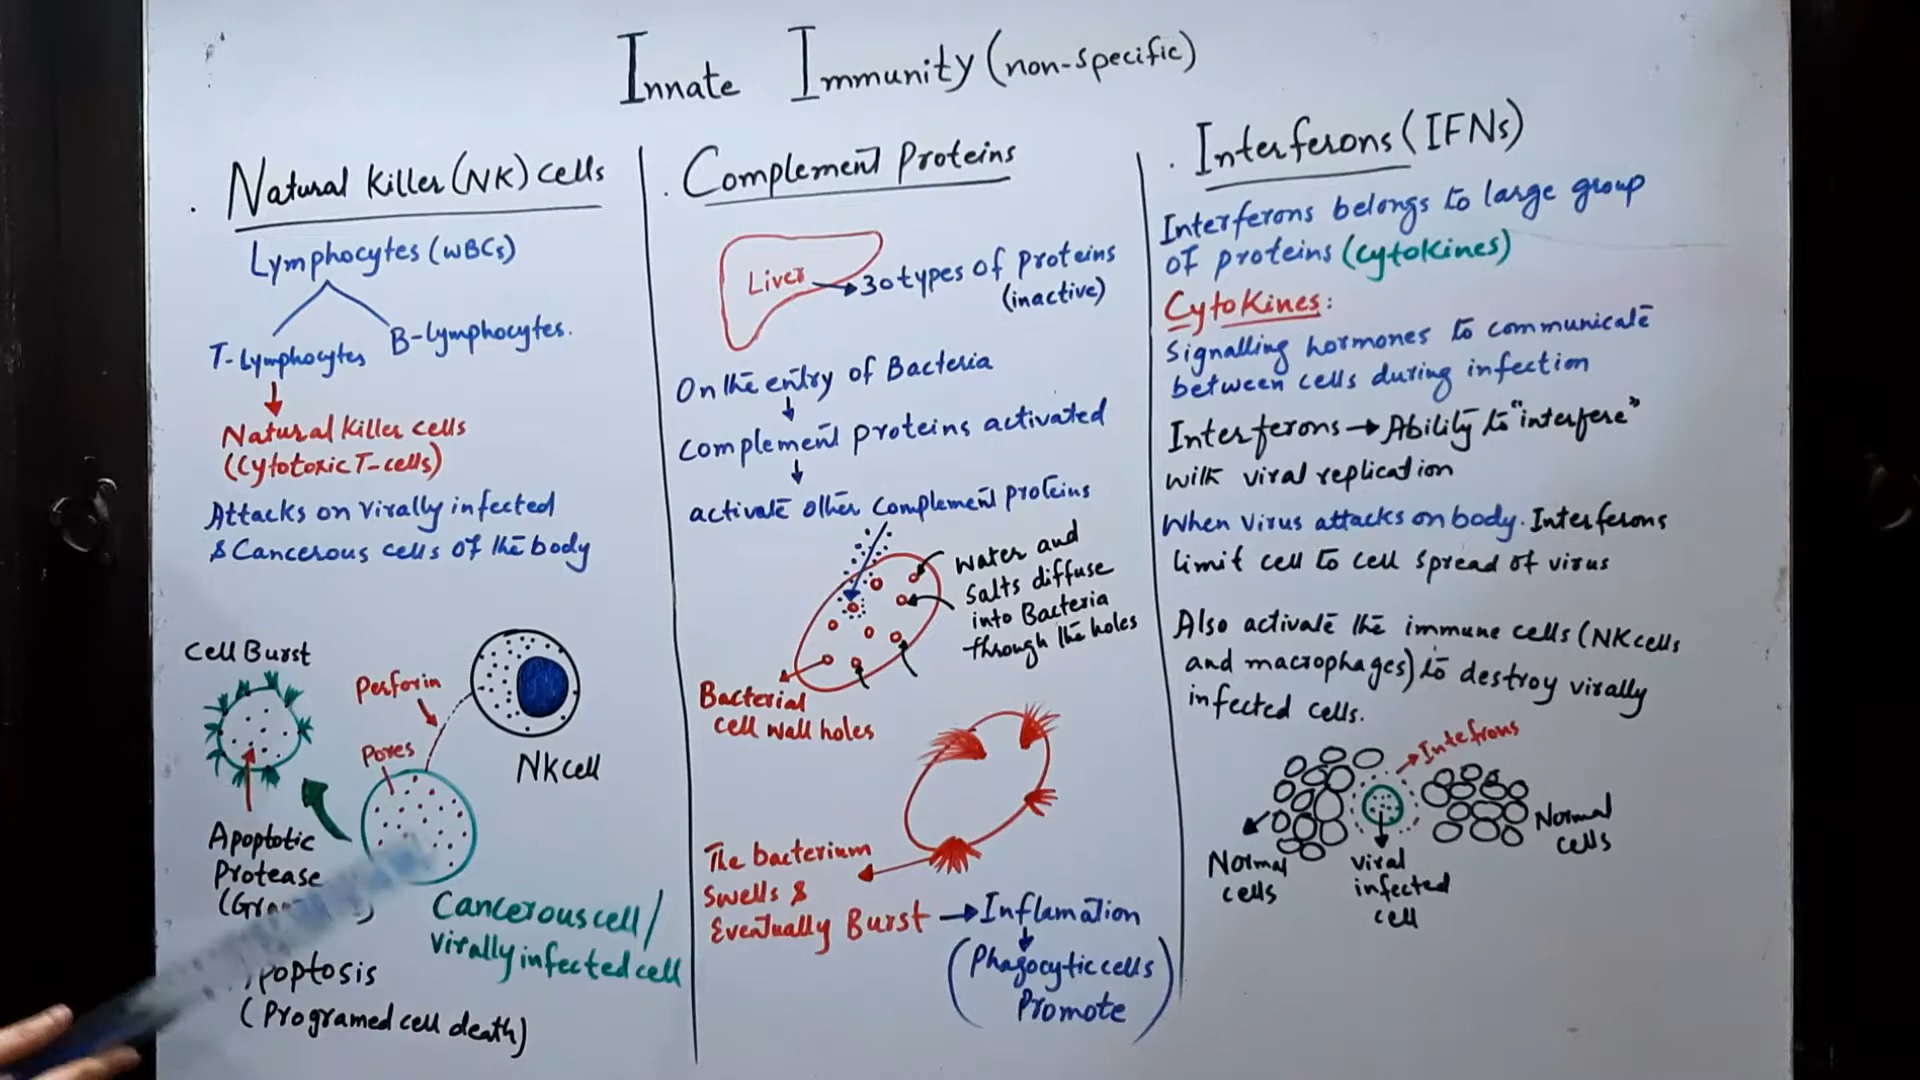 Innate Immunity (non-specific)
Natural Killer (NK) cells
Lymphocytes (WBCs)
T-Lymphocytes
B-lymphocytes.
Natural Killer cells
(Cytotoxic T-cells)
Attacks on virally infected
& Cancerous cells of the body
Cell Burst
Perforin
Pores
NK cell
Apoptotic
Protease
Cancerous cell /
virally infected cell
(Programed cell death)
Complement Proteins
Liver
30 types of proteins
(inactive)
On the entry of Bacteria
Complement proteins activated
activate other complement proteins
Water and
Salts diffuse
into Bacteria
through the holes
Bacterial
cell wall holes
The bacterium
swells &
Eventually Burst
Inflamation
(Phagocytic cells
Promote)
Interferons (IFNs)
Interferons belongs to large group
of proteins (cytokines)
Cytokines:
Signalling hormones to communicate
between cells during infection
Interferons → Ability to "interfere"
with viral replication
When virus attacks on body. Interferons
limit cell to cell spread of virus
Also activate the immune cells (NK cells
and macrophages) to destroy virally
infected cells.
Intefrons
Normal
cells
Viral
infected
cell
Normal
cells